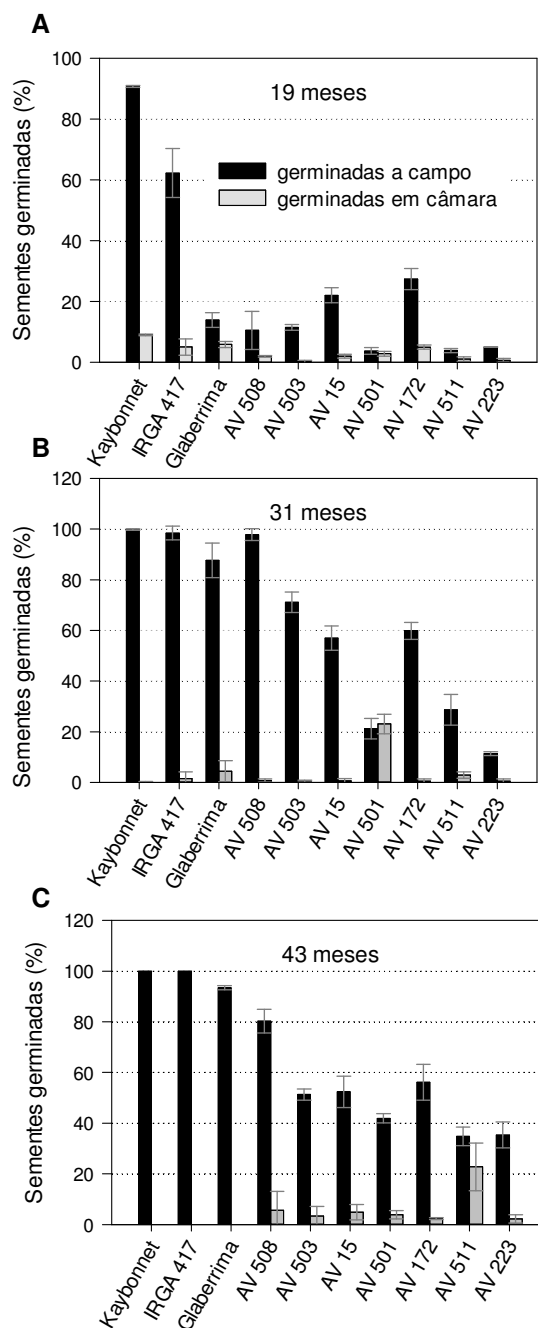 A
19 meses
Sementes germinadas (%)
100
80
60
40
20
0
germinadas a campo
germinadas em câmara
Kaybonnet
IRGA 417
Glaberrima
AV 508
AV 503
AV 15
AV 501
AV 172
AV 511
AV 223
B
31 meses
Sementes germinadas (%)
120
100
80
60
40
20
0
Kaybonnet
IRGA 417
Glaberrima
AV 508
AV 503
AV 15
AV 501
AV 172
AV 511
AV 223
C
43 meses
Sementes germinadas (%)
120
100
80
60
40
20
0
Kaybonnet
IRGA 417
Glaberrima
AV 508
AV 503
AV 15
AV 501
AV 172
AV 511
AV 223